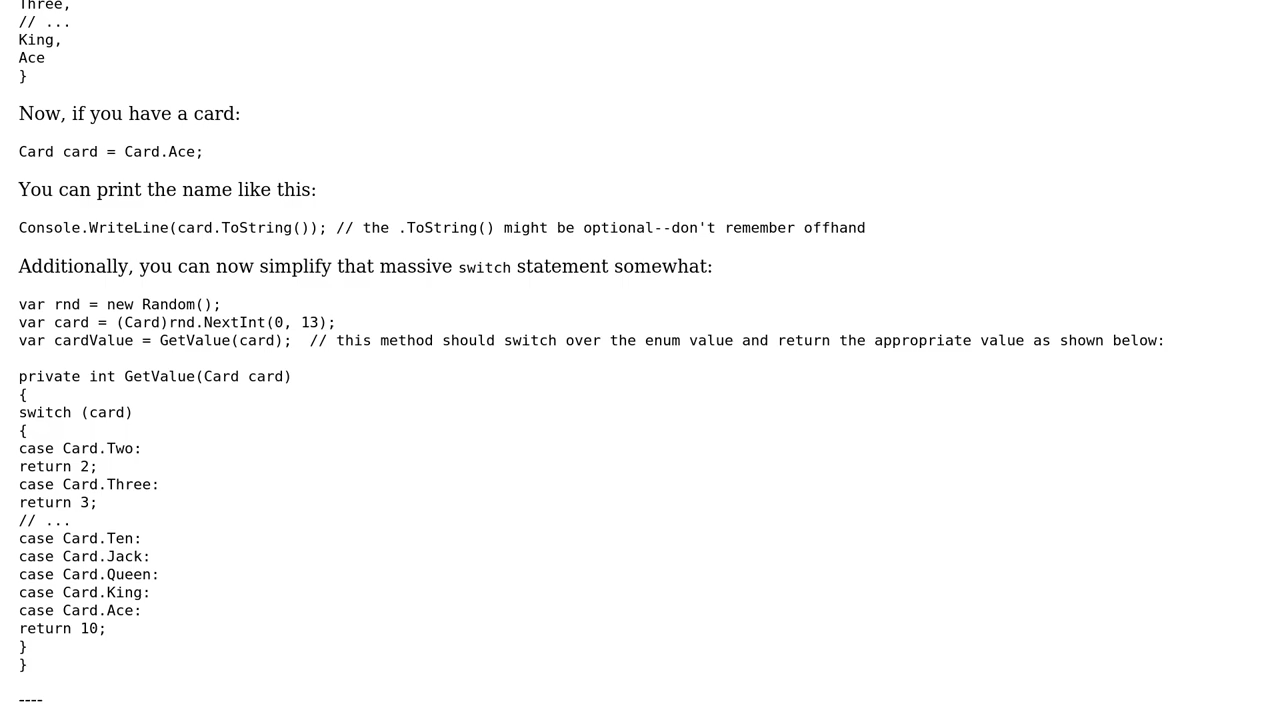 Three,
// ...
King,
Ace
}
Now, if you have a card:
Card card = Card.Ace;
You can print the name like this:
Console.WriteLine(card.ToString()); // the .ToString() might be optional--don't remember offhand
Additionally, you can now simplify that massive switch statement somewhat:
var rnd = new Random();
var card = (Card)rnd.NextInt(0, 13);
var cardValue = GetValue(card);  // this method should switch over the enum value and return the appropriate value as shown below:
private int GetValue(Card card)
{
switch (card)
{
case Card.Two:
return 2;
case Card.Three:
return 3;
// ...
case Card.Ten:
case Card.Jack:
case Card.Queen:
case Card.King:
case Card.Ace:
return 10;
}
}
----